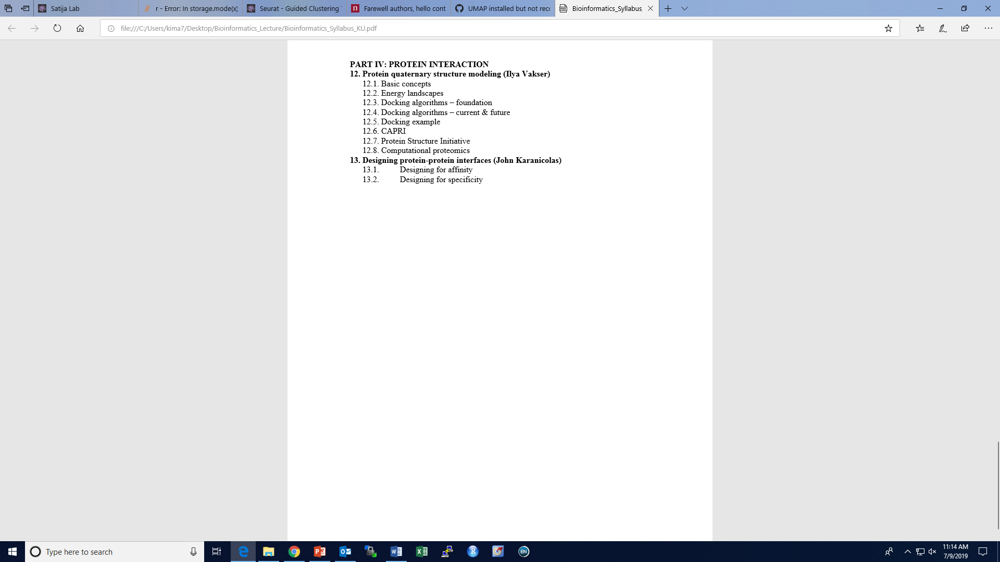 Satija Lab
r - Error: In storage.mode(x)
Seurat - Guided Clustering
Farewell authors, hello cont
UMAP installed but not reco
Bioinformatics_Syllabus_
file:///C:/Users/kima7/Desktop/Bioinformatics_Lecture/Bioinformatics_Syllabus_KU.pdf
PART IV: PROTEIN INTERACTION
12. Protein quaternary structure modeling (Ilya Vakser)
12.1. Basic concepts
12.2. Energy landscapes
12.3. Docking algorithms – foundation
12.4. Docking algorithms – current & future
12.5. Docking example
12.6. CAPRI
12.7. Protein Structure Initiative
12.8. Computational proteomics
13. Designing protein-protein interfaces (John Karanicolas)
13.1. Designing for affinity
13.2. Designing for specificity
Type here to search
11:14 AM
7/9/2019